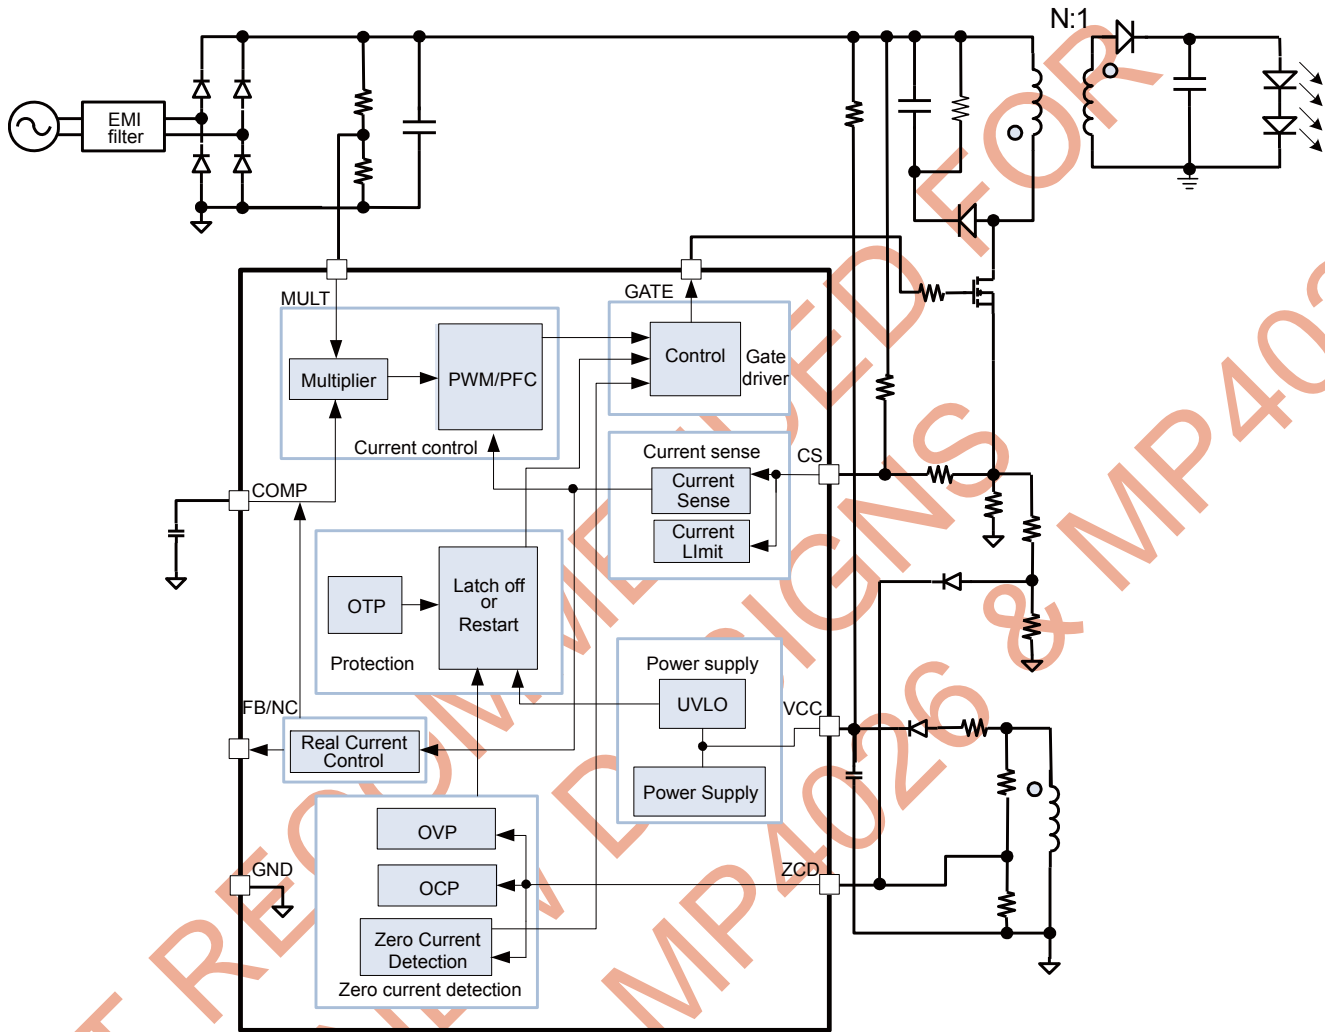 N:1
EMI
filter
MULT
GATE
Multiplier
PWM/PFC
Control
Gate
driver
Current control
Current sense
CS
Current
Sense
Current
LImit
COMP
OTP
Latch off
or
Restart
Protection
Power supply
UVLO
VCC
Power Supply
FB/NC
Real Current
Control
OVP
OCP
Zero Current
Detection
Zero current detection
GND
ZCD
T RECOMMENDED FOR
NEW DESIGNS
MP4026 & MP402